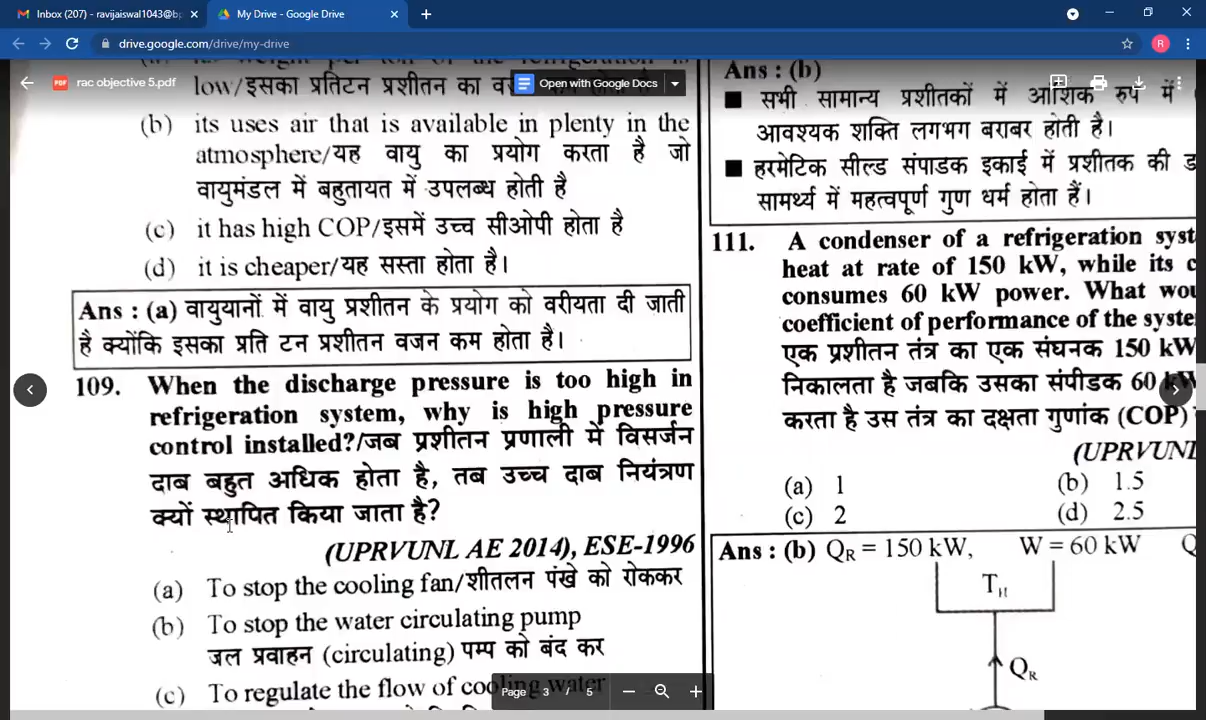 Inbox (207) - ravijaiswal1043@b
My Drive - Google Drive
drive.google.com/drive/my-drive
R
PDF rac objective 5.pdf
Open with Google Docs
low/इसका प्रतिटन प्रशीतन का
(b) its uses air that is available in plenty in the
atmosphere/यह वायु का प्रयोग करता है जो
वायुमंडल में बहुतायत में उपलब्ध होती है
(c) it has high COP/इसमें उच्च सीओपी होता है
(d) it is cheaper/यह सस्ता होता है।
Ans : (a) वायुयानों में वायु प्रशीतन के प्रयोग को वरीयता दी जाती
है क्योंकि इसका प्रति टन प्रशीतन वजन कम होता है।
109. When the discharge pressure is too high in
refrigeration system, why is high pressure
control installed?/जब प्रशीतन प्रणाली में विसर्जन
दाब बहुत अधिक होता है, तब उच्च दाब नियंत्रण
क्यों स्थापित किया जाता है?
(UPRVUNL AE 2014), ESE-1996
(a) To stop the cooling fan/शीतलन पंखे को रोककर
(b) To stop the water circulating pump
जल प्रवाहन (circulating) पम्प को बंद कर
(c) To regulate the flow of cooling water
Ans : (b)
■ सभी सामान्य प्रशीतकों में आंशिक रुप में
आवश्यक शक्ति लगभग बराबर होती है।
■ हरमेटिक सील्ड संपाडक इकाई में प्रशीतक की ड
सामर्थ्य में महत्वपूर्ण गुण धर्म होता हैं।
111. A condenser of a refrigeration syst
heat at rate of 150 kW, while its c
consumes 60 kW power. What wou
coefficient of performance of the syste
एक प्रशीतन तंत्र का एक संघनक 150 kW
निकालता है जबकि उसका संपीडक 60 kW
करता है उस तंत्र का दक्षता गुणांक (COP)
(UPRVUNL
(a) 1 (b) 1.5
(c) 2 (d) 2.5
Ans : (b) QR = 150 kW, W = 60 kW Q
TH
QR
Page 3 / 5